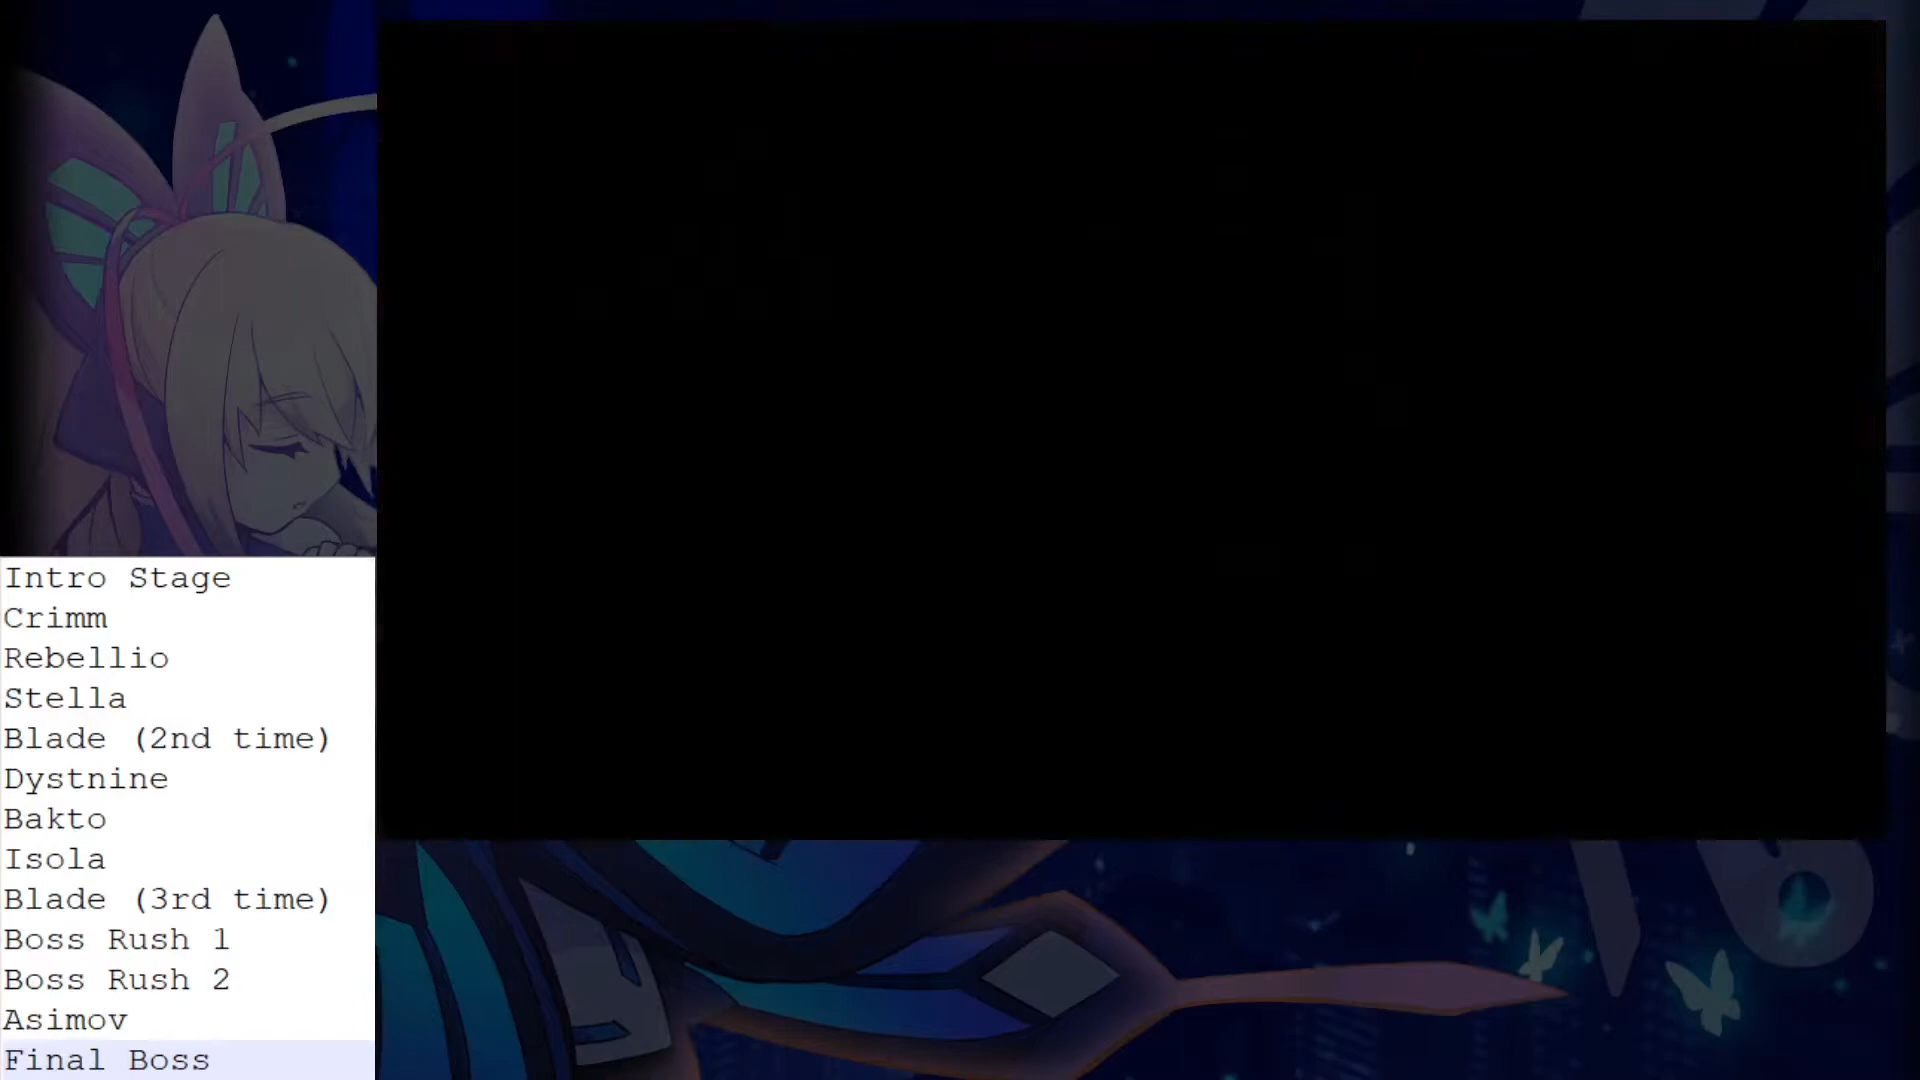 Intro Stage
Crimm
Rebellio
Stella
Blade (2nd time)
Dystnine
Bakto
Isola
Blade (3rd time)
Boss Rush 1
Boss Rush 2
Asimov
Final Boss